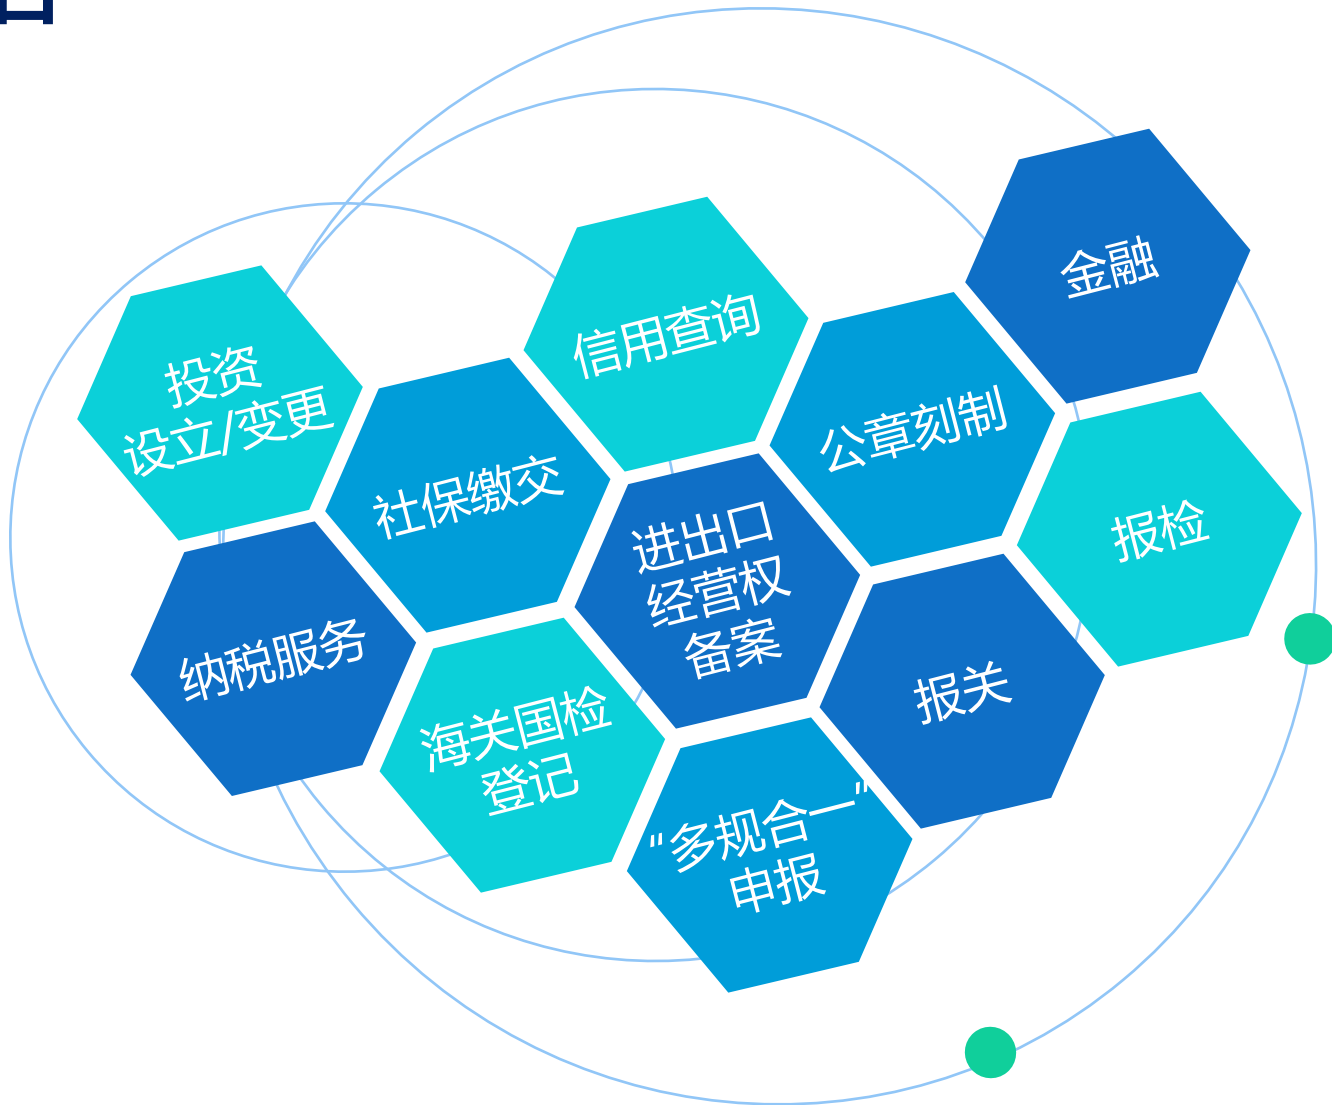 金融
信用查询
投资
设立/变更
公章刻制
社保缴交
进出口
经营权
备案
报检
纳税服务
报关
海关国检
登记
“多规合一”
申报